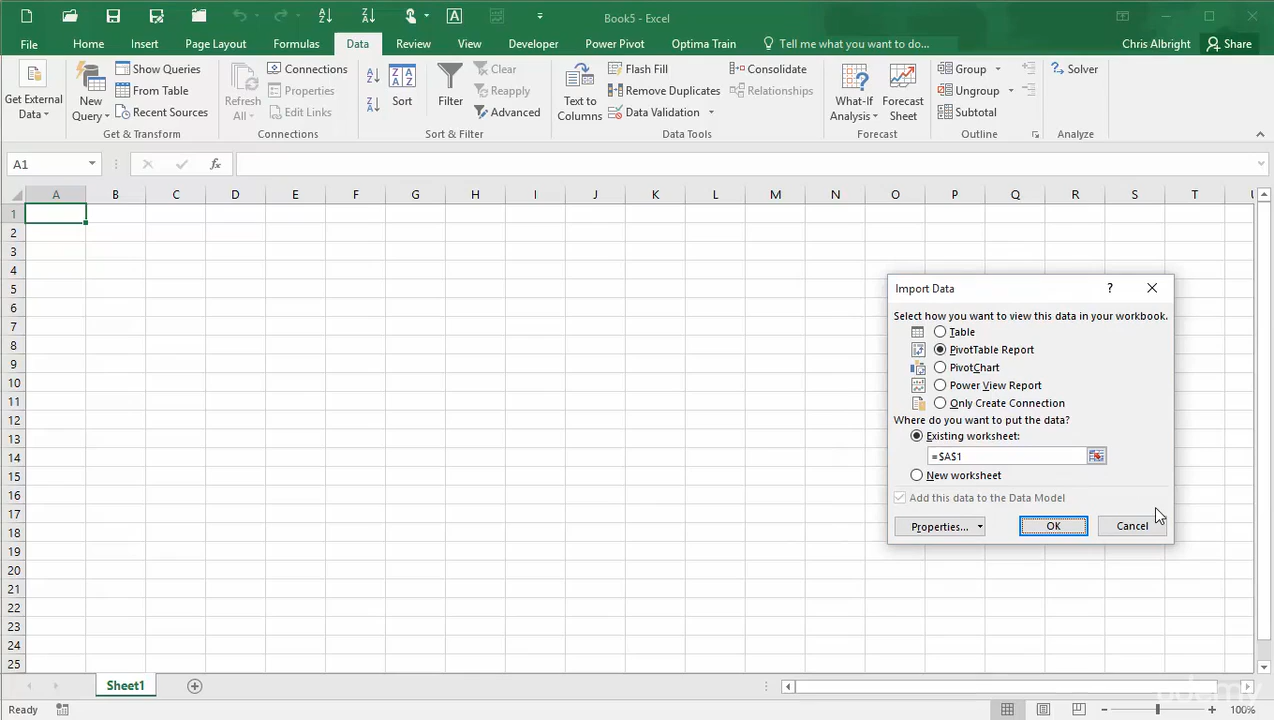 Book5 - Excel
File Home Insert Page Layout Formulas Data Review View Developer Power Pivot Optima Train Tell me what you want to do... Chris Albright Share
Get External Data
New Query
Show Queries
From Table
Recent Sources
Get & Transform
Refresh All
Connections
Properties
Edit Links
Connections
Sort
Filter
Clear
Reapply
Advanced
Sort & Filter
Text to Columns
Flash Fill
Remove Duplicates
Data Validation
Consolidate
Relationships
Data Tools
What-If Analysis
Forecast Sheet
Forecast
Group
Ungroup
Subtotal
Outline
Solver
Analyze
A1 fx
A B C D E F G H I J K L M N O P Q R S T U
1
2
3
4
5
6
7
8
9
10
11
12
13
14
15
16
17
18
19
20
21
22
23
24
25
Import Data ?
Select how you want to view this data in your workbook.
Table
PivotTable Report
PivotChart
Power View Report
Only Create Connection
Where do you want to put the data?
Existing worksheet:
=$A$1
New worksheet
Add this data to the Data Model
Properties... OK Cancel
Sheet1
udemy
Ready 100%